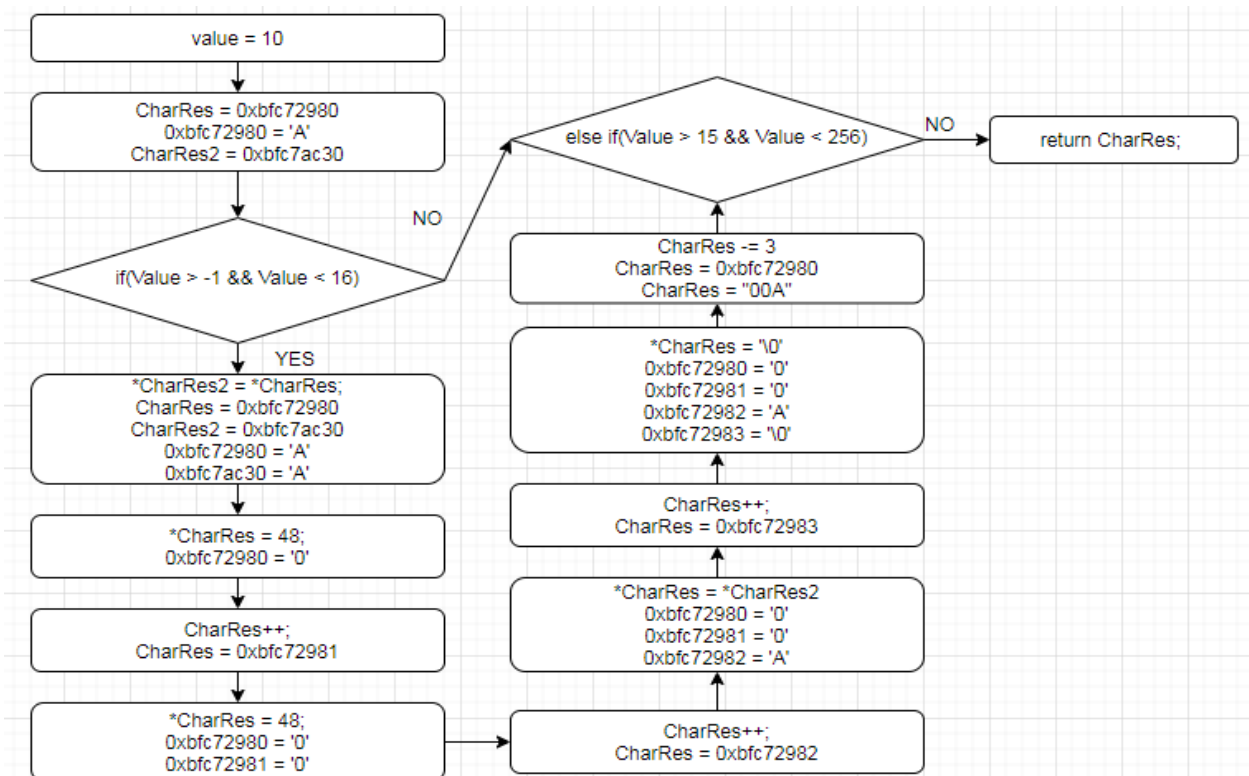 value = 10
CharRes = 0xbfc72980
0xbfc72980 = 'A'
CharRes2 = 0xbfc7ac30
if(Value > -1 && Value < 16)
NO
YES
*CharRes2 = *CharRes;
CharRes = 0xbfc72980
CharRes2 = 0xbfc7ac30
0xbfc72980 = 'A'
0xbfc7ac30 = 'A'
*CharRes = 48;
0xbfc72980 = '0'
CharRes++;
CharRes = 0xbfc72981
*CharRes = 48;
0xbfc72980 = '0'
0xbfc72981 = '0'
CharRes++;
CharRes = 0xbfc72982
*CharRes = *CharRes2
0xbfc72980 = '0'
0xbfc72981 = '0'
0xbfc72982 = 'A'
CharRes++;
CharRes = 0xbfc72983
*CharRes = '\0'
0xbfc72980 = '0'
0xbfc72981 = '0'
0xbfc72982 = 'A'
0xbfc72983 = '\0'
CharRes -= 3
CharRes = 0xbfc72980
CharRes = "00A"
else if(Value > 15 && Value < 256)
NO
return CharRes;